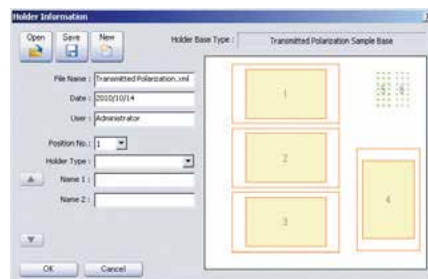 Holder Information
Open Save New
Holder Base Type : Transmitted Polarization Sample Base
File Name : Transmitted Polarization.xml
Date : 2010/10/14
User : Administrator
Position No.: 1
Holder Type :
Name 1 :
Name 2 :
OK Cancel
1
2
3
4